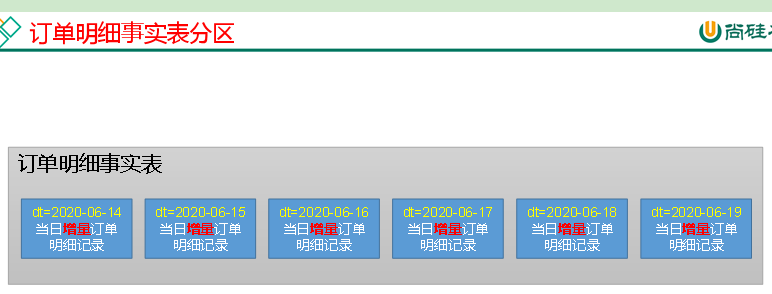 订单明细事实表分区
尚硅
订单明细事实表
dt=2020-06-14
当日增量订单
明细记录
dt=2020-06-15
当日增量订单
明细记录
dt=2020-06-16
当日增量订单
明细记录
dt=2020-06-17
当日增量订单
明细记录
dt=2020-06-18
当日增量订单
明细记录
dt=2020-06-19
当日增量订单
明细记录